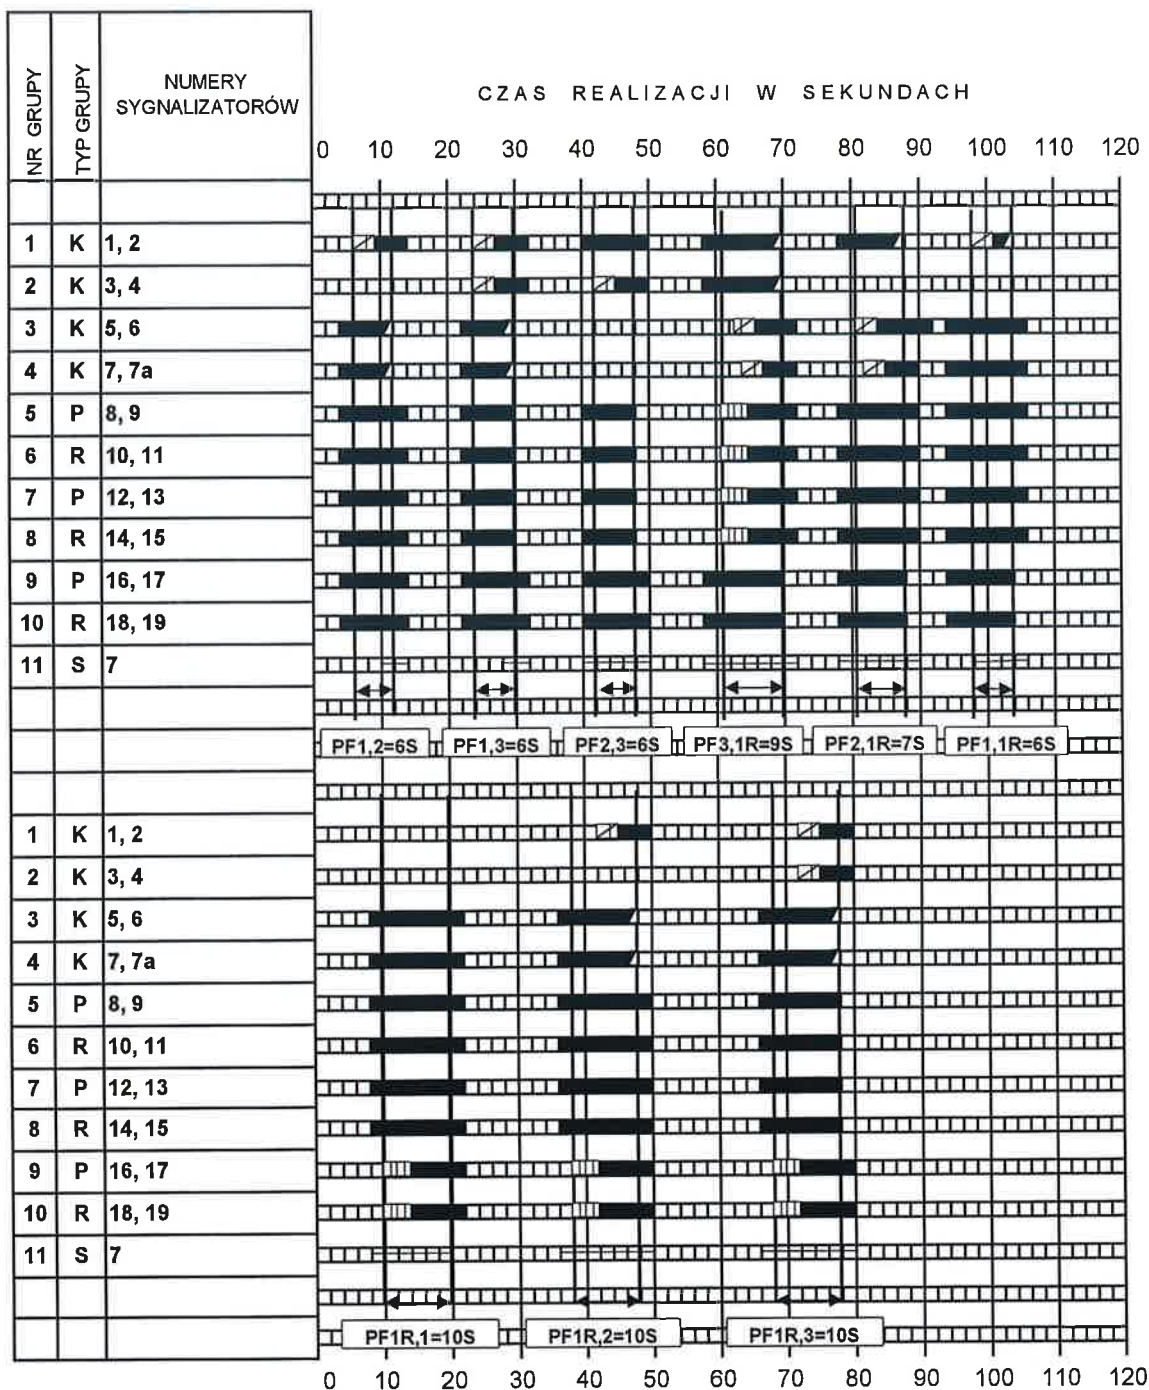 NR GRUPY
TYP GRUPY
NUMERY
SYGNALIZATORÓW
CZAS REALIZACJI W SEKUNDACH
0 10 20 30 40 50 60 70 80 90 100 110 120
1 K 1, 2
2 K 3, 4
3 K 5, 6
4 K 7, 7a
5 P 8, 9
6 R 10, 11
7 P 12, 13
8 R 14, 15
9 P 16, 17
10 R 18, 19
11 S 7
PF1,2=6S PF1,3=6S PF2,3=6S PF3,1R=9S PF2,1R=7S PF1,1R=6S
1 K 1, 2
2 K 3, 4
3 K 5, 6
4 K 7, 7a
5 P 8, 9
6 R 10, 11
7 P 12, 13
8 R 14, 15
9 P 16, 17
10 R 18, 19
11 S 7
PF1R,1=10S PF1R,2=10S PF1R,3=10S
0 10 20 30 40 50 60 70 80 90 100 110 120